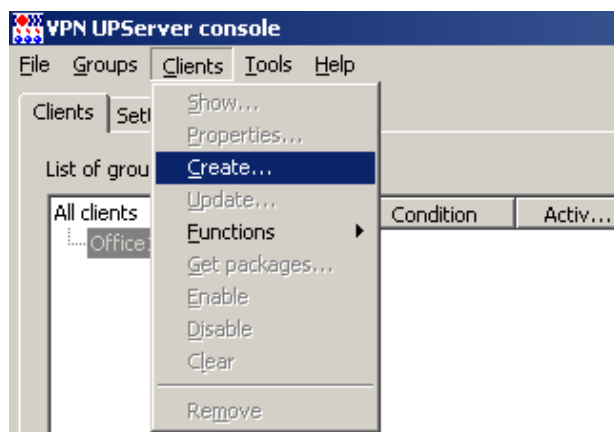 VPN UPServer console
File Groups Clients Tools Help
Clients
Show...
Properties...
List of
Create...
All clients
Update...
Condition Activ...
Functions
Get packages...
Enable
Disable
Clear
Remove